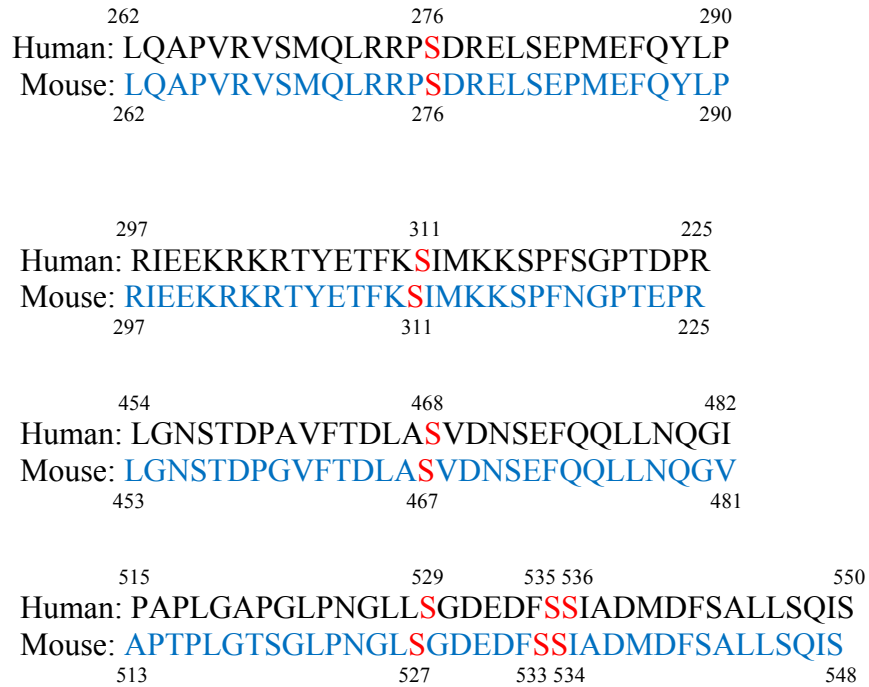 262 276 290
Human: LQAPVRVSMQLRRPSDRELSEPMEFQYLP
Mouse: LQAPVRVSMQLRRPSDRELSEPMEFQYLP
262 276 290
297 311 225
Human: RIEEKRKRTYETFKSIMKKSPFSGPTDPR
Mouse: RIEEKRKRTYETFKSIMKKSPFNGPTEPR
297 311 225
454 468 482
Human: LGNSTDPAVFTDLASVDNSEFQQLLNQGI
Mouse: LGNSTDPGVFTDLASVDNSEFQQLLNQGV
453 467 481
515 529 535 536 550
Human: PAPLGAPGLPNGLLSGDEDFSSIADMDFSALLSQIS
Mouse: APTPLGTSGLPNGLSGDEDFSSIADMDFSALLSQIS
513 527 533 534 548